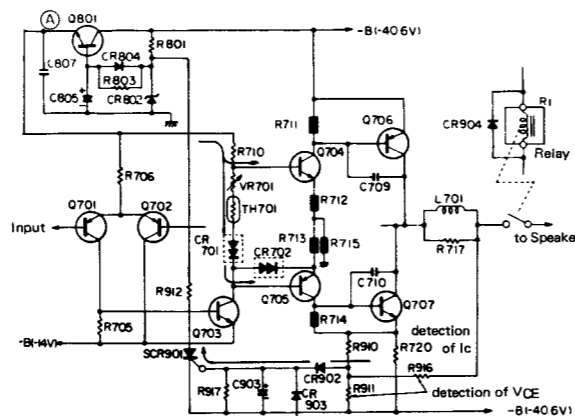 A
Q801
-B(-40.6V)
R801
C807
CR804
R803
C805
CR802
R711
Q706
CR904
R1
Relay
R710
Q704
VR701
TH701
C709
R706
Q701
Q702
R712
L701
Input
CR
701
CR702
R713
R715
R717
to Speake
R912
C710
Q705
Q707
R705
Q703
R714
detection
of Ic
-B(-14V)
R910
R720
R916
SCR901
CR902
R911
R917
C903
CR
903
detection of VCE
-B(-40.6V)